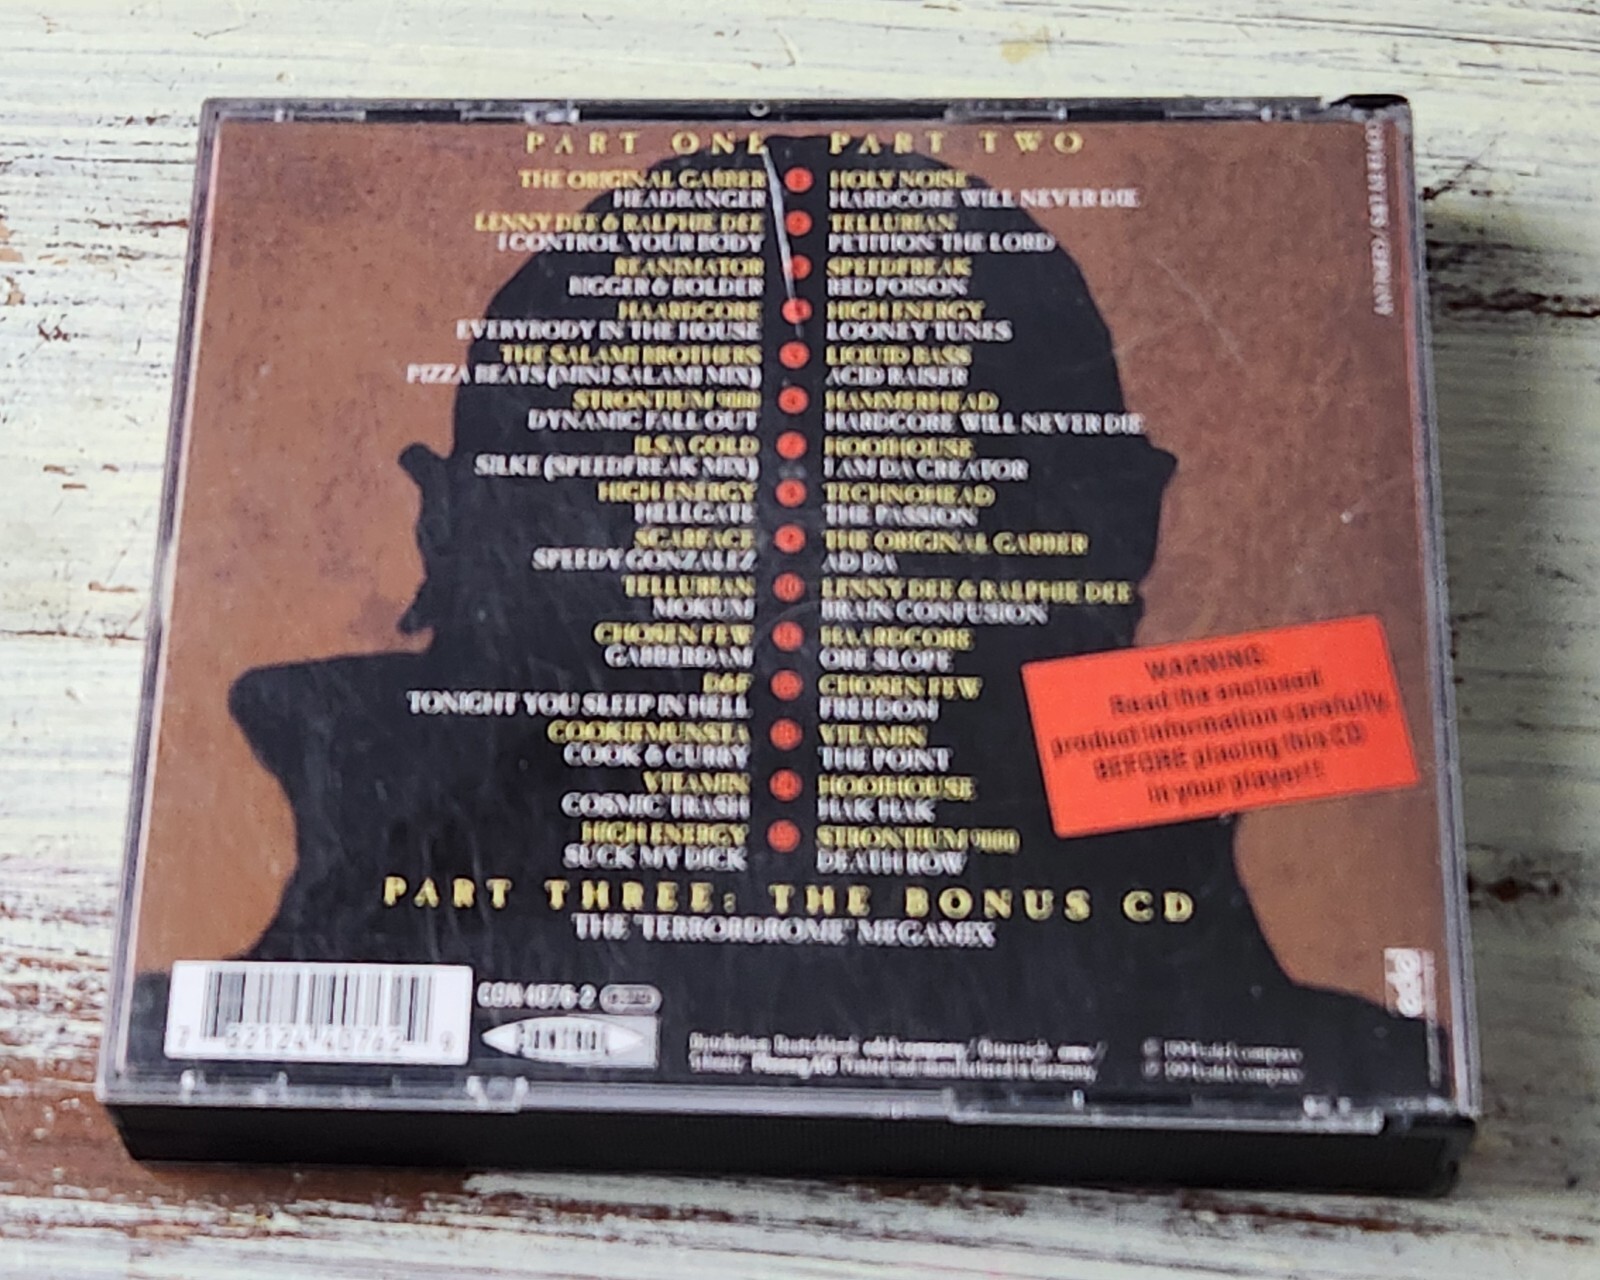 PART ONE
THE ORIGINAL GABBER
HEADBANGER
LENNY DEE & RALPHIE DEE
I CONTROL YOUR BODY
REANIMATOR
BIGGER & BOLDER
HAARDCORE
EVERYBODY IN THE HOUSE
THE SALAMI BROTHERS
PIZZA BEATS (MINI SALAMI MIX)
STRONTIUM 9000
DYNAMIC FALL OUT
ILSA GOLD
SILKE (SPEEDFREAK MIX)
HIGH ENERGY
HELLGATE
SCARFACE
SPEEDY GONZALEZ
TELLURIAN
MOKUM
CHOSEN FEW
GABBERDAM
D&F
TONIGHT YOU SLEEP IN HELL
COOKIEMUNSTA
COOK & CURRY
VITAMIN
COSMIC TRASH
HIGH ENERGY
SUCK MY DICK
PART TWO
HOLY NOISE
HARDCORE WILL NEVER DIE
TELLURIAN
PETITION THE LORD
SPEEDFREAK
RED POISON
HIGH ENERGY
LOONEY TUNES
LIQUID BASS
ACID RAISER
HAMMERHEAD
HARDCORE WILL NEVER DIE
HOOIHOUSE
I AM DA CREATOR
TECHNOHEAD
THE PASSION
THE ORIGINAL GABBER
AD DA
LENNY DEE & RALPHIE DEE
BRAIN CONFUSION
HAARDCORE
ORE SLOPE
CHOSEN FEW
FREEDOM
VITAMIN
THE POINT
HOOIHOUSE
HAK HAK
STRONTIUM 9000
DEATH ROW
PART THREE: THE BONUS CD
THE 'TERRORDROME' MEGAMIX
WARNING:
Read the enclosed
product information carefully,
BEFORE placing this CD
in your player!!
edel